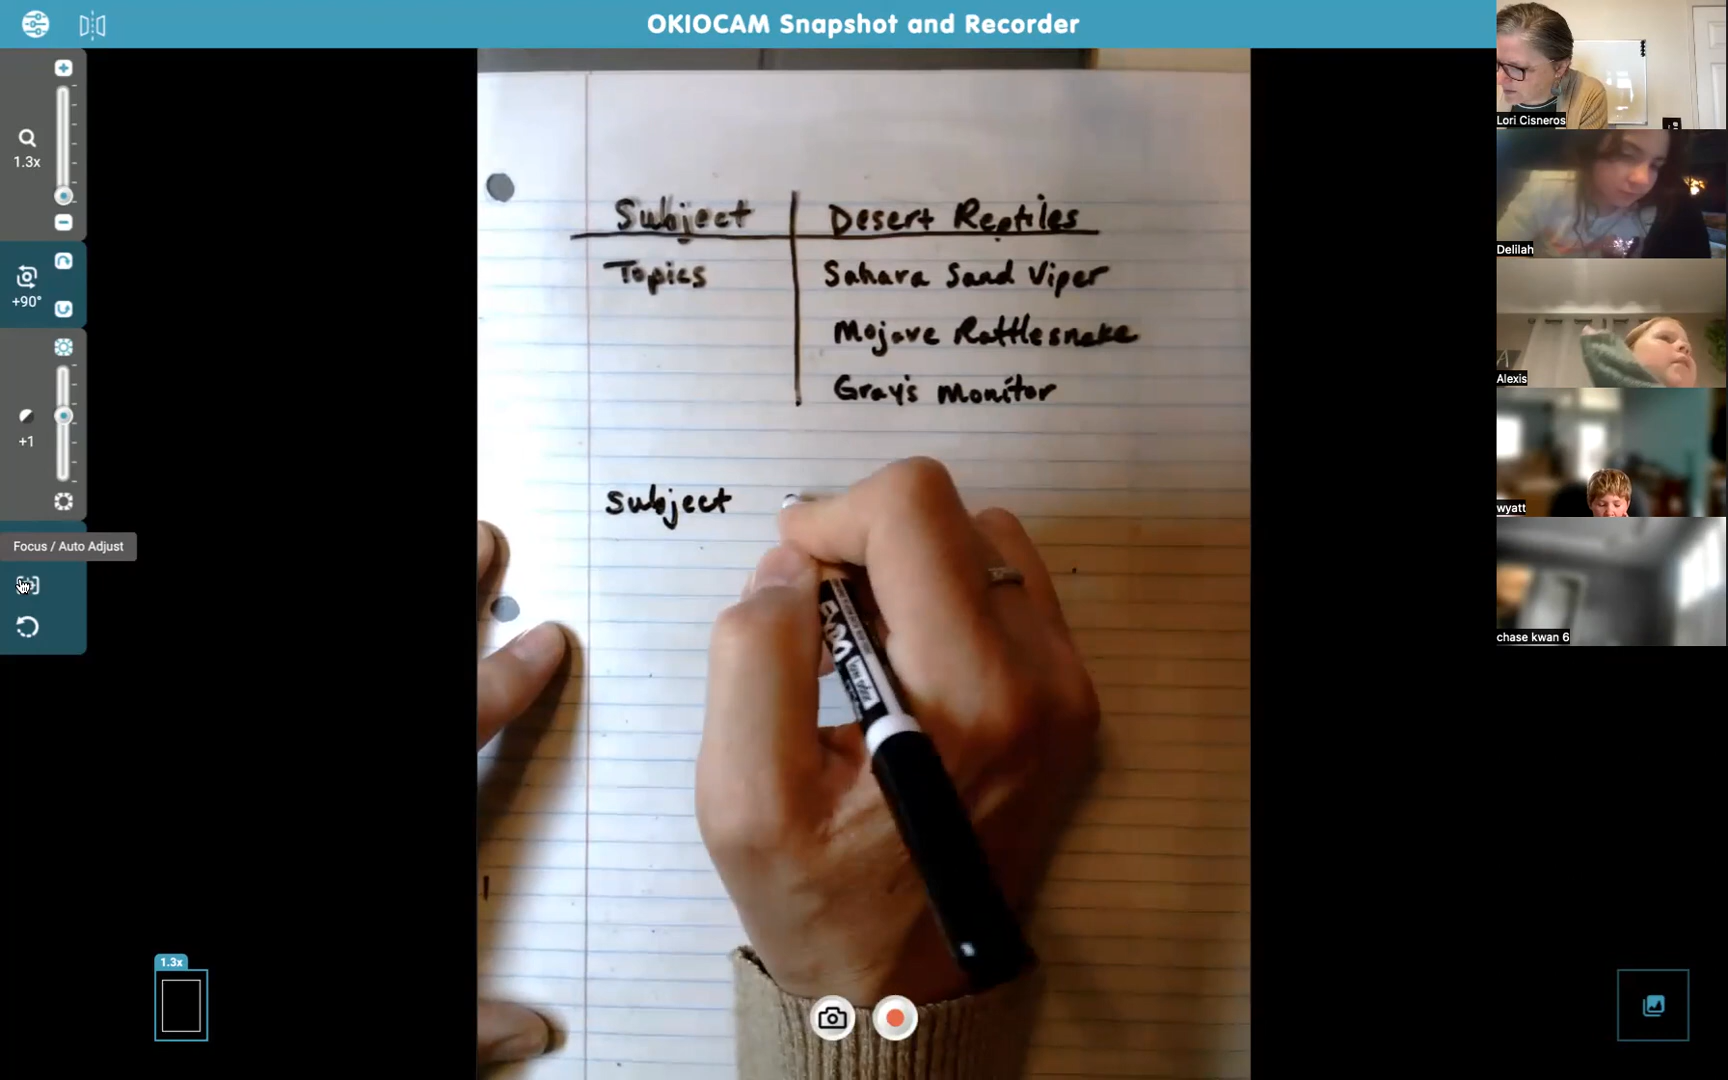 OKIOCAM Snapshot and Recorder
1.3x
+90°
+1
Focus / Auto Adjust
1.3x
Subject Desert Reptiles
Topics Sahara Sand Viper
Mojave Rattlesnake
Gray's Monitor
Subject
EXPO
Lori Cisneros
Delilah
Alexis
wyatt
chase kwan 6